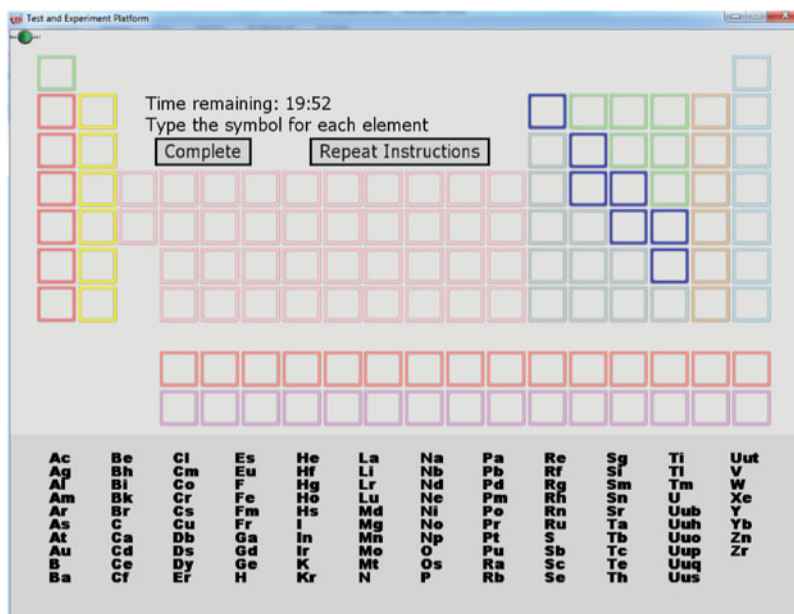 Test and Experiment Platform
Time remaining: 19:52
Type the symbol for each element
Complete Repeat Instructions
Ac Be Cl Es He La Na Pa Re Sg Ti Uut
Ag Bh Cm Eu Hf Li Nb Pb Rf Si Tl V
Al Bi Co F Hg Lr Nd Pd Rg Sm Tm W
Am Bk Cr Fe Ho Lu Ne Pm Rh Sn U Xe
Ar Br Cs Fm Hs Md Ni Po Rn Sr Uub Y
As C Cu Fr I Mg No Pr Ru Ta Uuh Yb
At Ca Db Ga In Mn Np Pt S Tb Uuo Zn
Au Cd Ds Gd Ir Mo O Pu Sb Tc Uup Zr
B Ce Dy Ge K Mt Os Ra Sc Te Uuq
Ba Cf Er H Kr N P Rb Se Th Uus